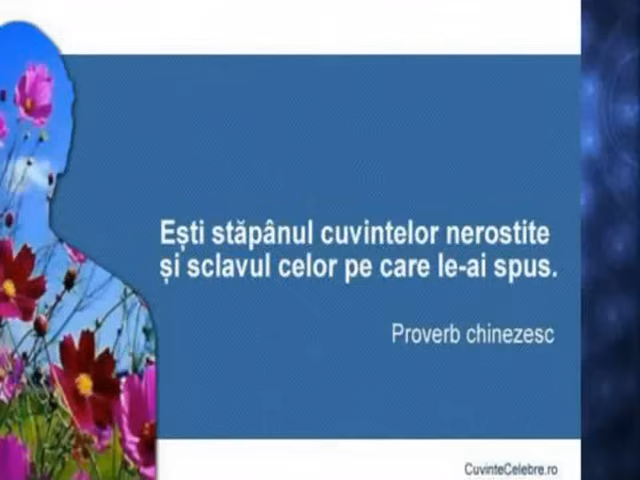 Ești stăpânul cuvintelor nerostite
și sclavul celor pe care le-ai spus.
Proverb chinezesc
CuvinteCelebre.ro